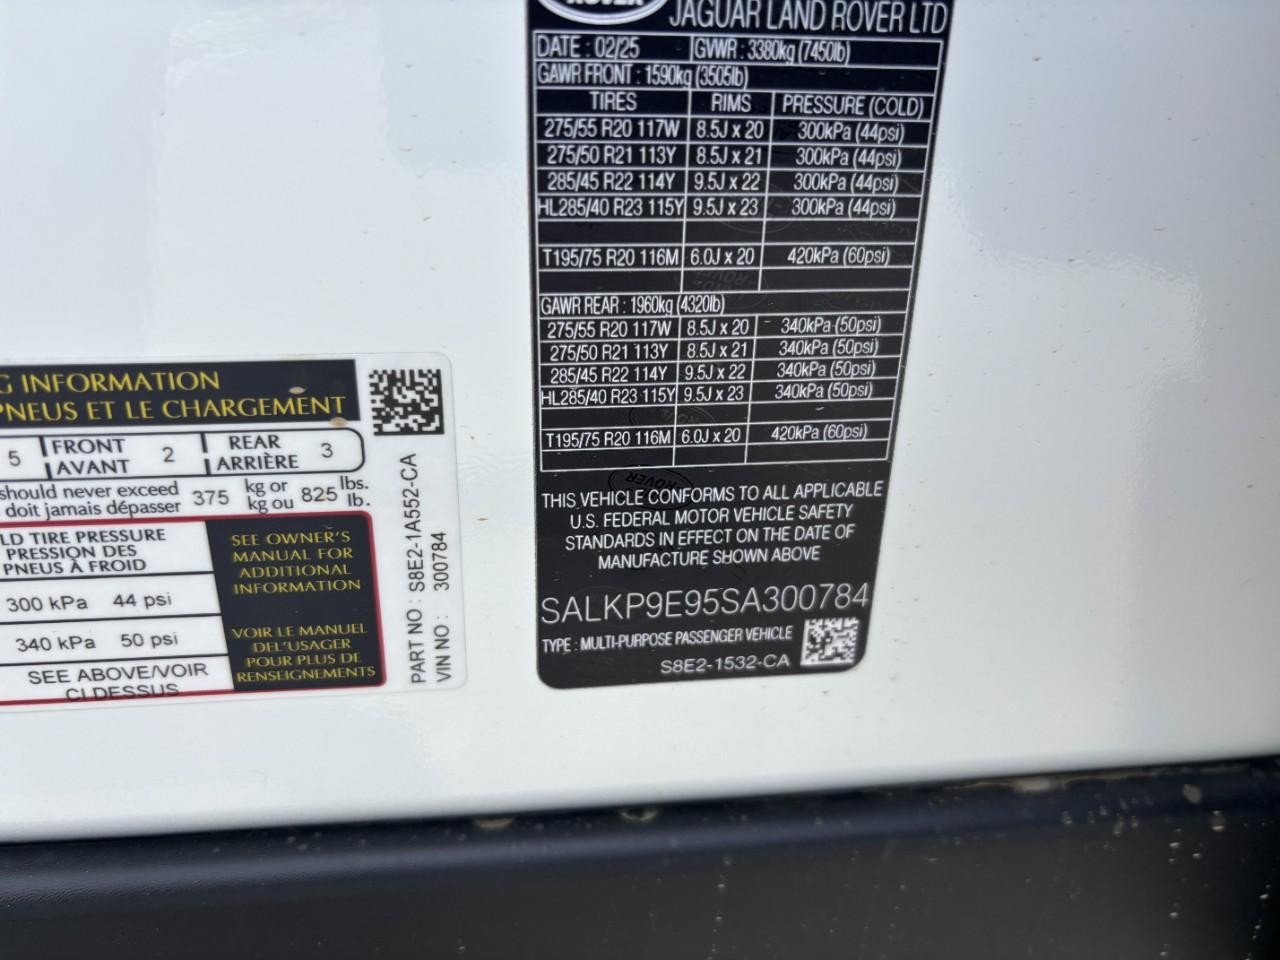 ROVER
JAGUAR LAND ROVER LTD
DATE : 02/25 GVWR : 3380kg (7450lb)
GAWR FRONT : 1590kg (3505lb)
TIRES RIMS PRESSURE (COLD)
275/55 R20 117W 8.5J x 20 300kPa (44psi)
275/50 R21 113Y 8.5J x 21 300kPa (44psi)
285/45 R22 114Y 9.5J x 22 300kPa (44psi)
HL285/40 R23 115Y 9.5J x 23 300kPa (44psi)
T195/75 R20 116M 6.0J x 20 420kPa (60psi)
GAWR REAR : 1960kg (4320lb)
275/55 R20 117W 8.5J x 20 340kPa (50psi)
275/50 R21 113Y 8.5J x 21 340kPa (50psi)
285/45 R22 114Y 9.5J x 22 340kPa (50psi)
HL285/40 R23 115Y 9.5J x 23 340kPa (50psi)
T195/75 R20 116M 6.0J x 20 420kPa (60psi)
ROVER
THIS VEHICLE CONFORMS TO ALL APPLICABLE
U.S. FEDERAL MOTOR VEHICLE SAFETY
STANDARDS IN EFFECT ON THE DATE OF
MANUFACTURE SHOWN ABOVE
SALKP9E95SA300784
TYPE : MULTI-PURPOSE PASSENGER VEHICLE
S8E2-1532-CA
G INFORMATION
PNEUS ET LE CHARGEMENT
5 FRONT AVANT 2 REAR ARRIÈRE 3
should never exceed 375 kg or 825 lbs.
doit jamais dépasser kg ou lb.
LD TIRE PRESSURE
PRESSION DES
PNEUS À FROID
300 kPa 44 psi
340 kPa 50 psi
SEE ABOVE/VOIR
CI DESSUS
SEE OWNER'S
MANUAL FOR
ADDITIONAL
INFORMATION
VOIR LE MANUEL
DEL'USAGER
POUR PLUS DE
RENSEIGNEMENTS
PART NO : S8E2-1A552-CA
VIN NO : 300784